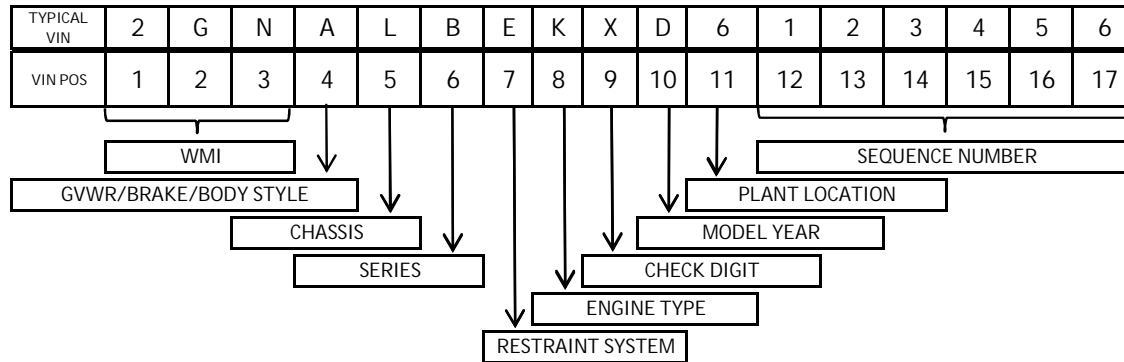 TYPICAL VIN 2 G N A L B E K X D 6 1 2 3 4 5 6
VIN POS 1 2 3 4 5 6 7 8 9 10 11 12 13 14 15 16 17
WMI SEQUENCE NUMBER
GVWR/BRAKE/BODY STYLE PLANT LOCATION
CHASSIS MODEL YEAR
SERIES CHECK DIGIT
ENGINE TYPE
RESTRAINT SYSTEM